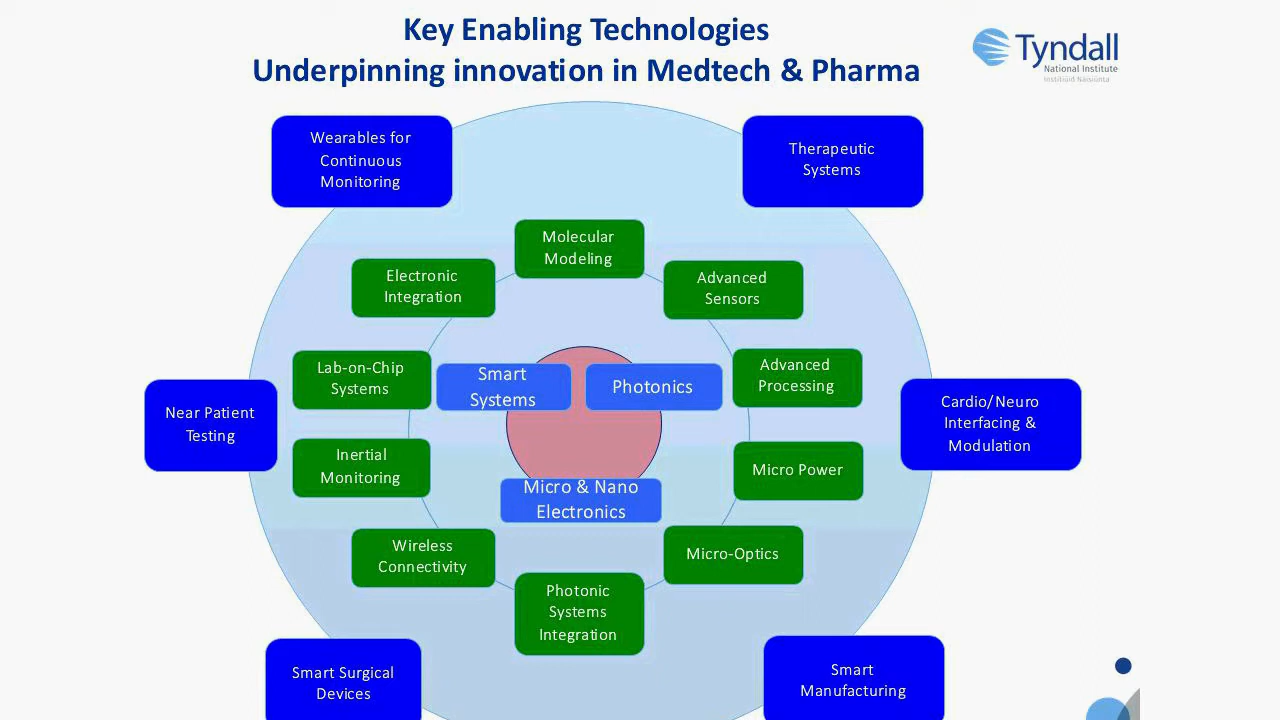 Key Enabling Technologies
Underpinning innovation in Medtech & Pharma
Tyndall
National Institute
Institiúid Náisiúnta
Wearables for
Continuous
Monitoring
Therapeutic
Systems
Molecular
Modeling
Electronic
Integration
Advanced
Sensors
Lab-on-Chip
Systems
Smart
Systems
Photonics
Advanced
Processing
Near Patient
Testing
Cardio/Neuro
Interfacing &
Modulation
Inertial
Monitoring
Micro Power
Micro & Nano
Electronics
Wireless
Connectivity
Micro-Optics
Photonic
Systems
Integration
Smart Surgical
Devices
Smart
Manufacturing